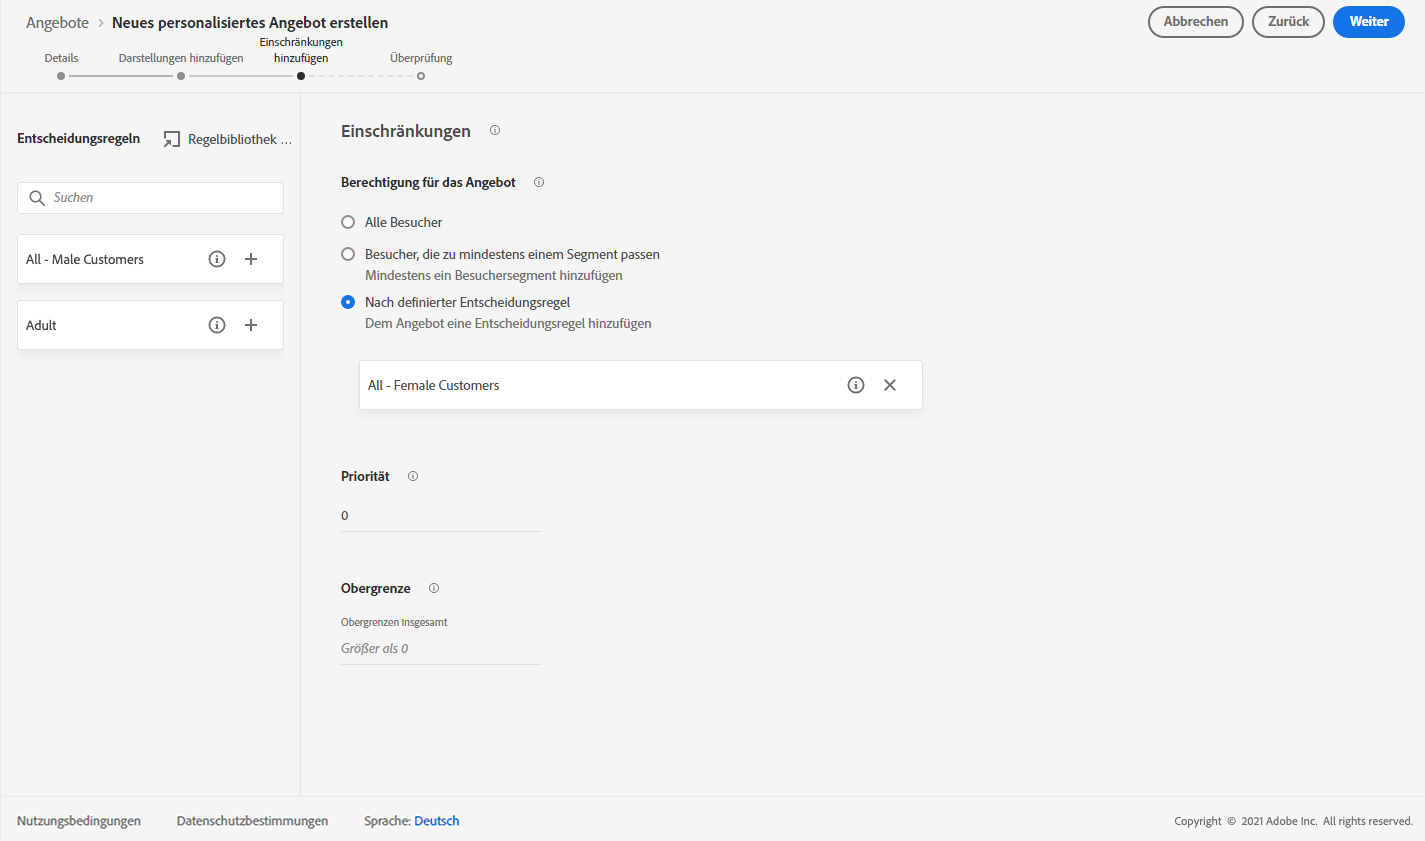 Angebote > Neues personalisiertes Angebot erstellen
Abbrechen
Zurück
Weiter
Details
Darstellungen hinzufügen
Einschränkungen
hinzufügen
Überprüfung
Entscheidungsregeln
Regelbibliothek ...
Suchen
All - Male Customers
Adult
Einschränkungen
Berechtigung für das Angebot
Alle Besucher
Besucher, die zu mindestens einem Segment passen
Mindestens ein Besuchersegment hinzufügen
Nach definierter Entscheidungsregel
Dem Angebot eine Entscheidungsregel hinzufügen
All - Female Customers
Priorität
0
Obergrenze
Obergrenzen insgesamt
Größer als 0
Nutzungsbedingungen
Datenschutzbestimmungen
Sprache: Deutsch
Copyright © 2021 Adobe Inc. All rights reserved.